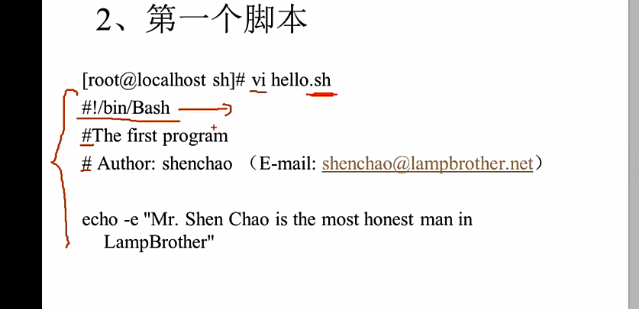 2、第一个脚本
[root@localhost sh]# vi hello.sh
#!/bin/Bash
#The first program
# Author: shenchao （E-mail: shenchao@lampbrother.net）
echo -e "Mr. Shen Chao is the most honest man in
LampBrother"